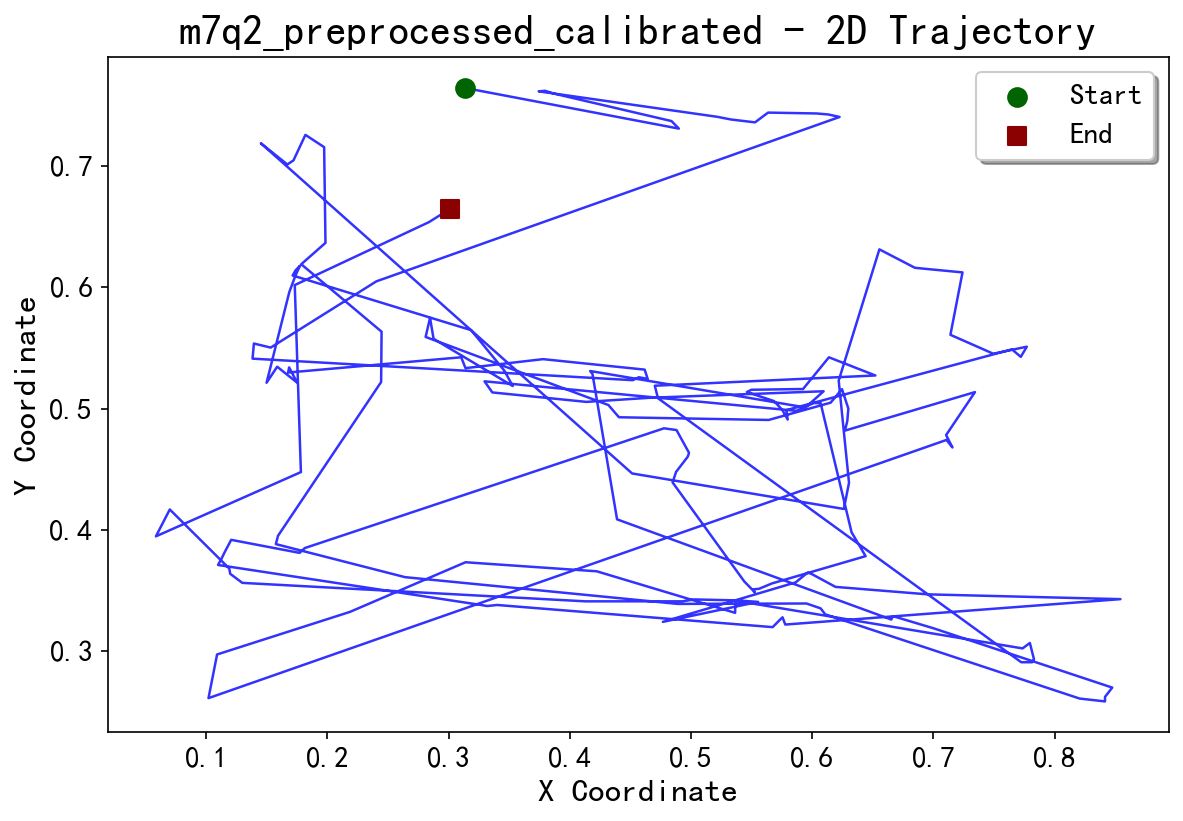 m7q2_preprocessed_calibrated - 2D Trajectory
Start
End
Y Coordinate
0.7
0.6
0.5
0.4
0.3
0.1 0.2 0.3 0.4 0.5 0.6 0.7 0.8
X Coordinate